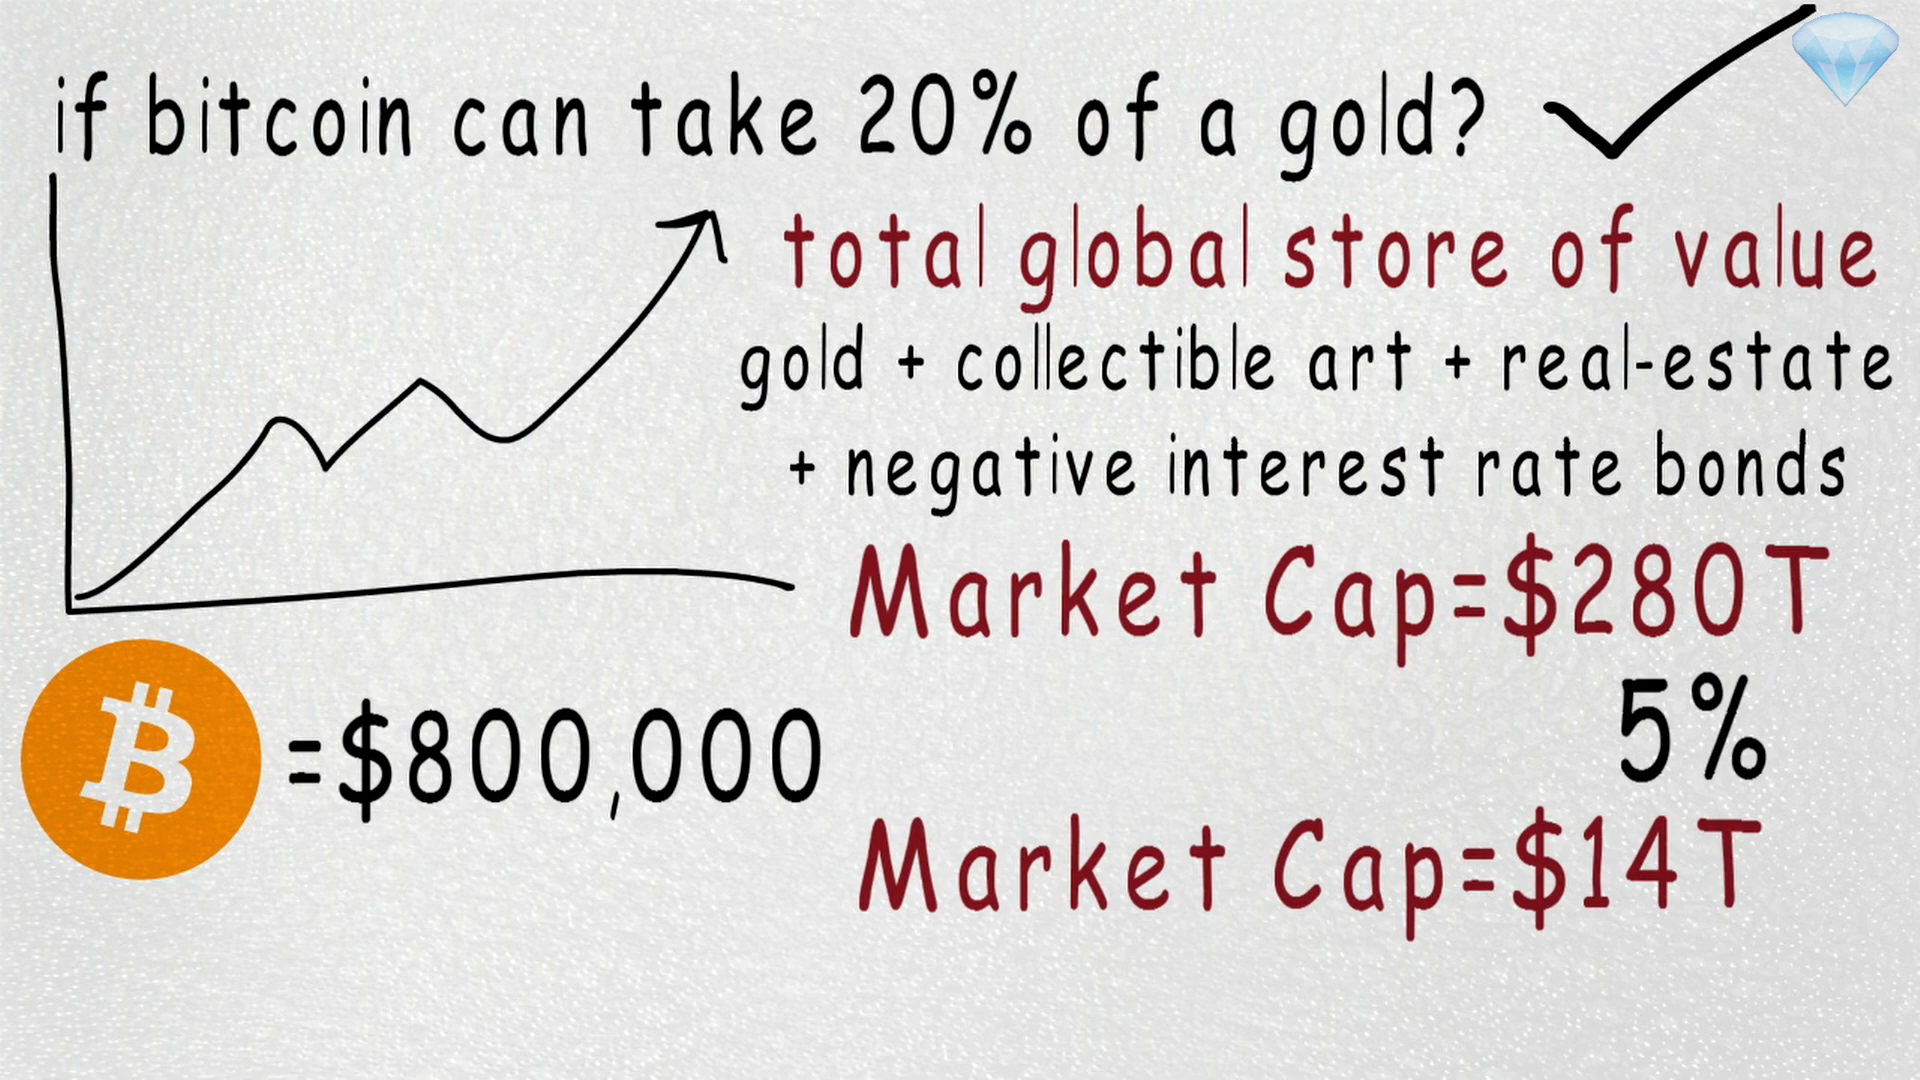 if bitcoin can take 20% of a gold?
total global store of value
gold + collectible art + real-estate
+ negative interest rate bonds
Market Cap=$280T
5%
=$800,000
Market Cap=$14T